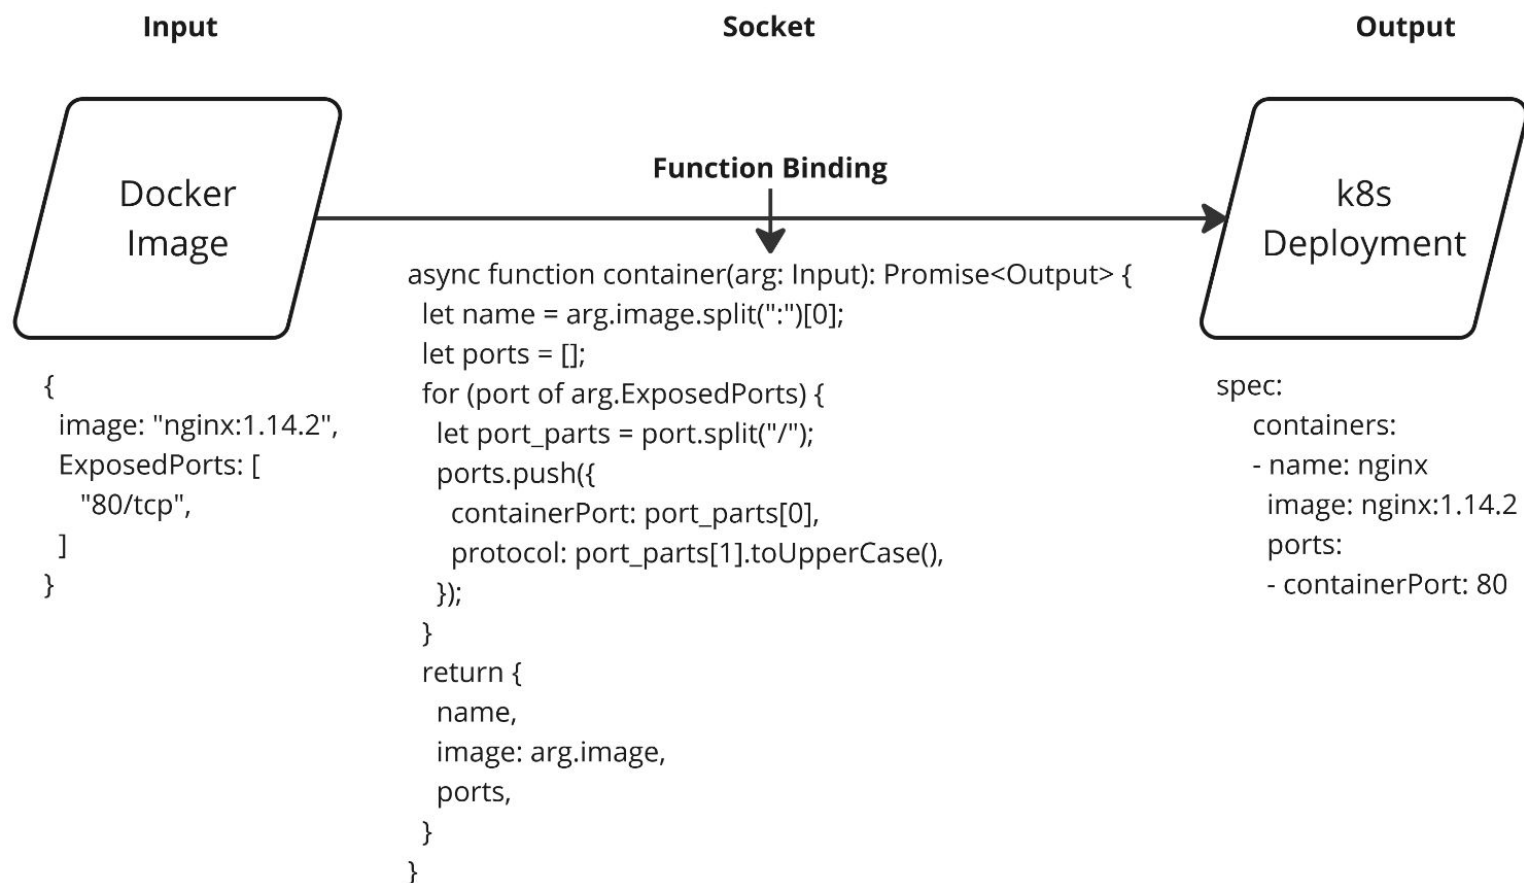 Input
Socket
Output
Docker
Image
Function Binding
k8s
Deployment
{
image: "nginx:1.14.2",
ExposedPorts: [
"80/tcp",
]
}
async function container(arg: Input): Promise<Output> {
let name = arg.image.split(":")[0];
let ports = [];
for (port of arg.ExposedPorts) {
let port_parts = port.split("/");
ports.push({
containerPort: port_parts[0],
protocol: port_parts[1].toUpperCase(),
});
}
return {
name,
image: arg.image,
ports,
}
}
spec:
containers:
- name: nginx
image: nginx:1.14.2
ports:
- containerPort: 80